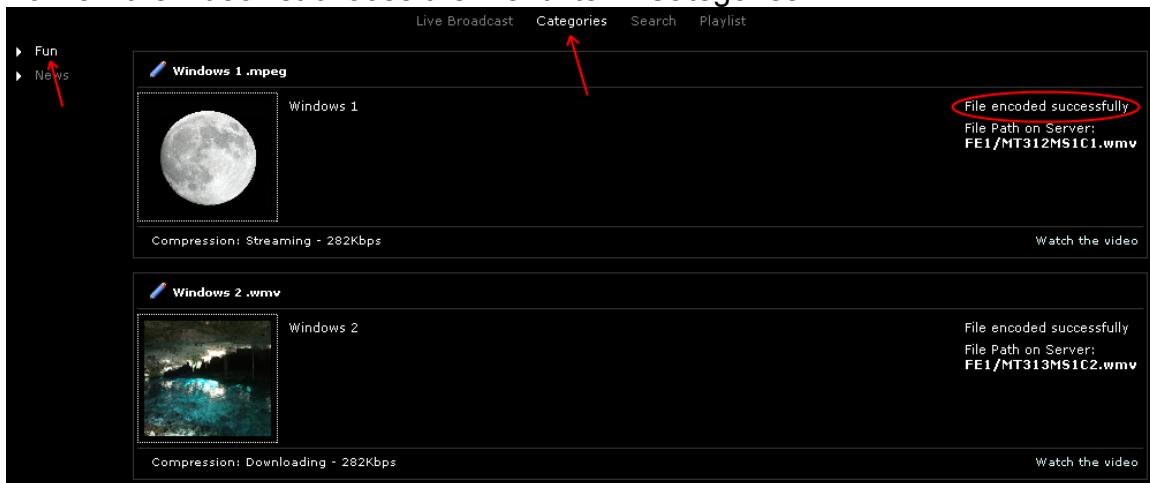 Live Broadcast Categories Search Playlist
Fun
News
Windows 1 .mpeg
Windows 1
File encoded successfully
File Path on Server:
FE1/MT312MS1C1.wmv
Compression: Streaming - 282Kbps
Watch the video
Windows 2 .wmv
Windows 2
File encoded successfully
File Path on Server:
FE1/MT313MS1C2.wmv
Compression: Downloading - 282Kbps
Watch the video